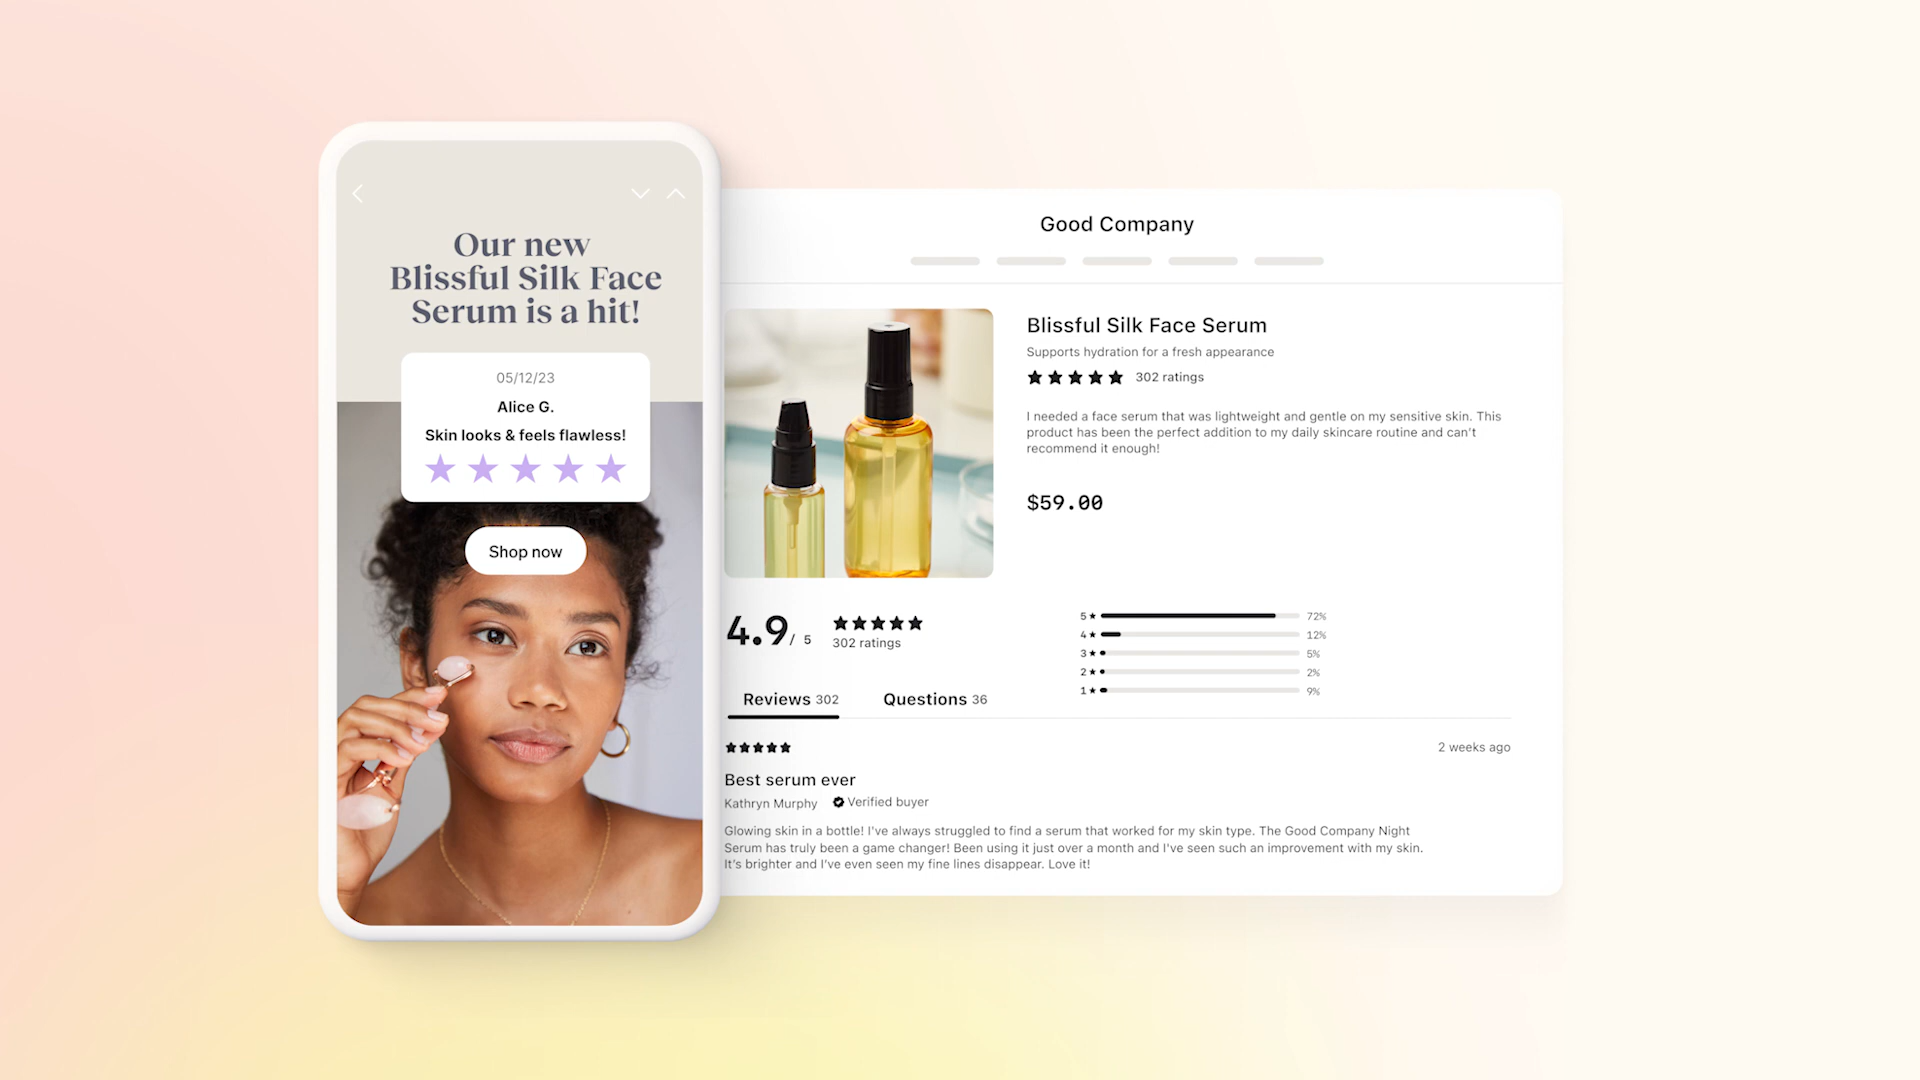 Our new
Blissful Silk Face
Serum is a hit!
05/12/23
Alice G.
Skin looks & feels flawless!
Shop now
Good Company
Blissful Silk Face Serum
Supports hydration for a fresh appearance
302 ratings
I needed a face serum that was lightweight and gentle on my sensitive skin. This
product has been the perfect addition to my daily skincare routine and can't
recommend it enough!
$59.00
4.9 / 5
302 ratings
5 ★ 72%
4 ★ 12%
3 ★ 5%
2 ★ 2%
1 ★ 9%
Reviews 302 Questions 36
2 weeks ago
Best serum ever
Kathryn Murphy Verified buyer
Glowing skin in a bottle! I've always struggled to find a serum that worked for my skin type. The Good Company Night
Serum has truly been a game changer! Been using it just over a month and I've seen such an improvement with my skin.
It's brighter and I've even seen my fine lines disappear. Love it!